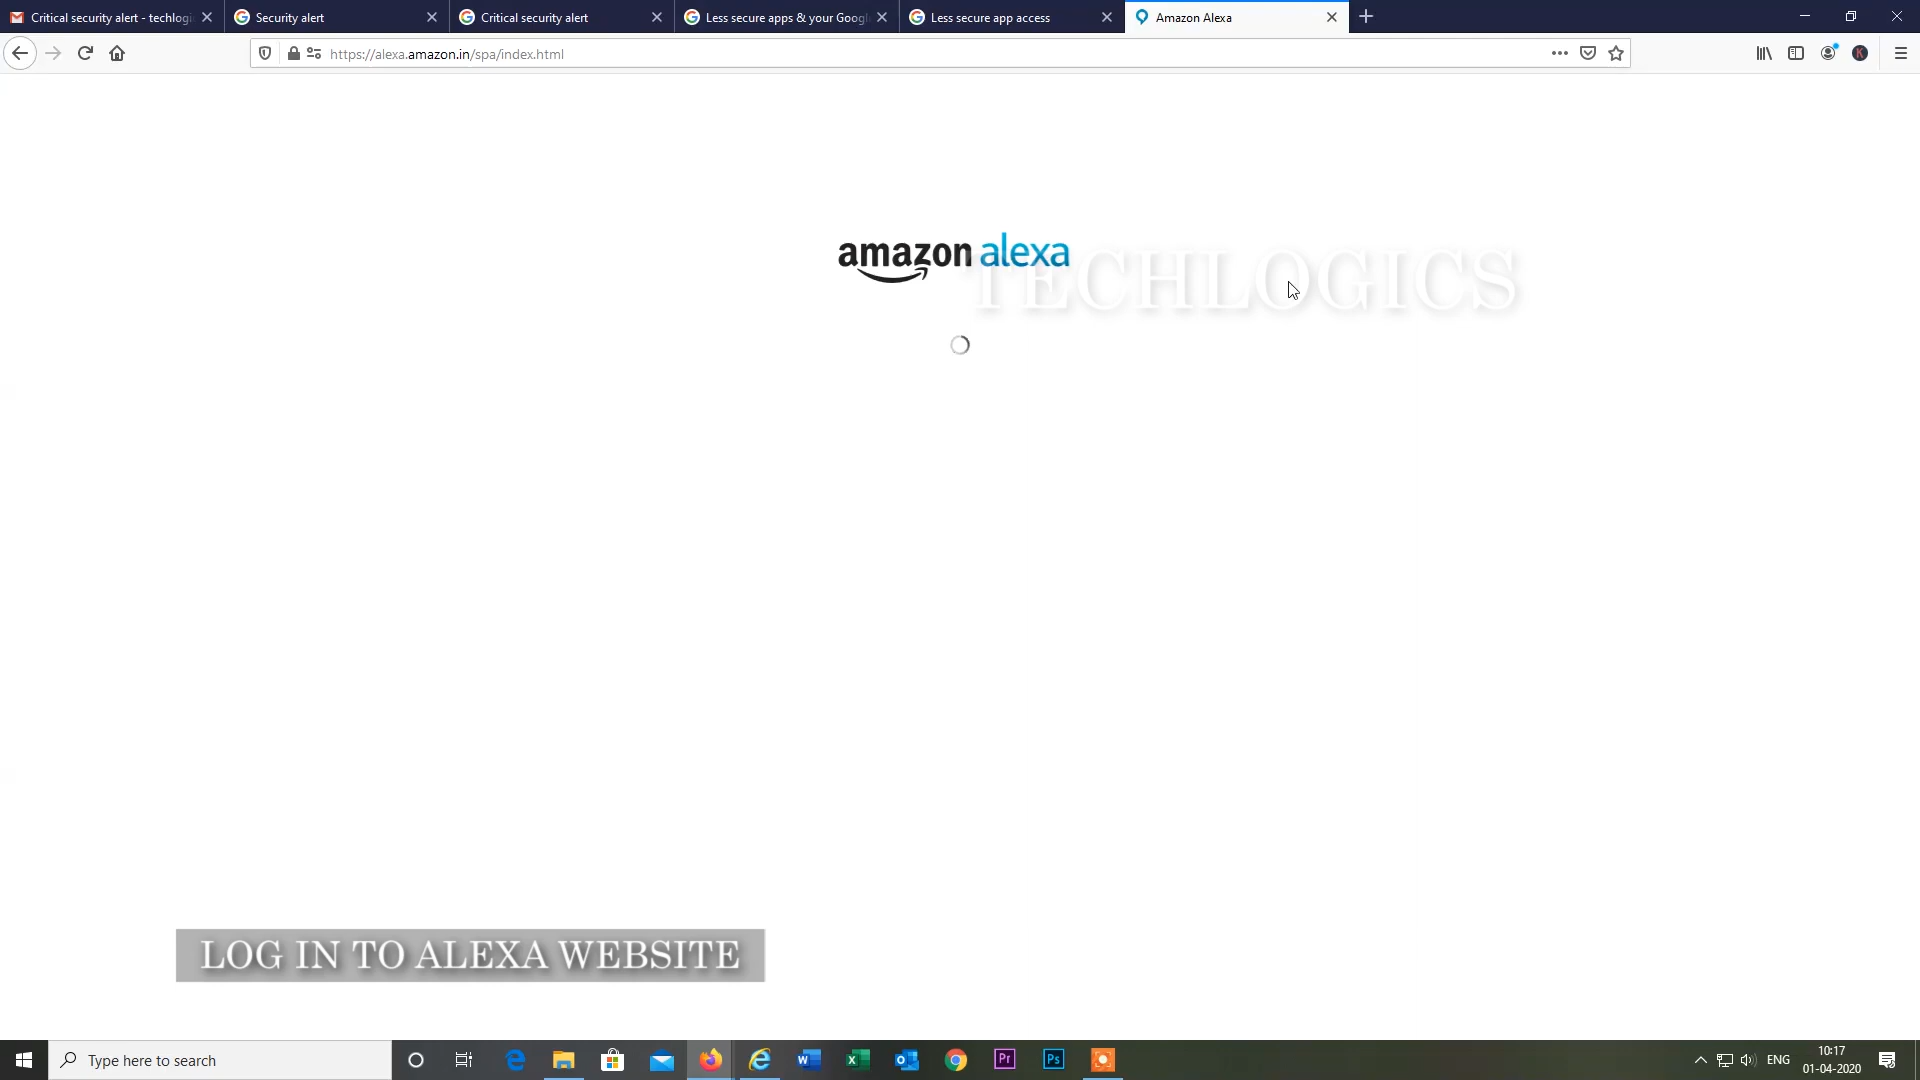 Critical security alert - techlogi
Security alert
Critical security alert
Less secure apps & your Googl
Less secure app access
Amazon Alexa
https://alexa.amazon.in/spa/index.html
amazon alexa
TECHLOGICS
LOG IN TO ALEXA WEBSITE
Type here to search
ENG
10:17
01-04-2020